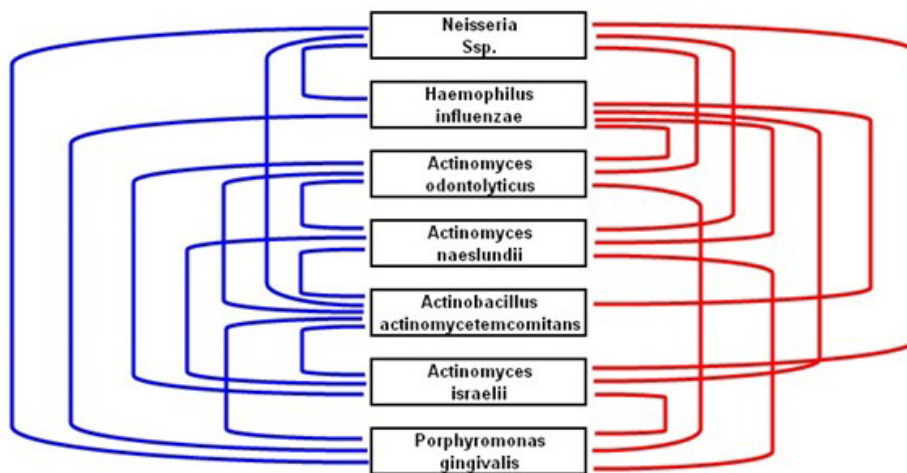 Neisseria
Ssp.
Haemophilus
influenzae
Actinomyces
odontolyticus
Actinomyces
naeslundii
Actinobacillus
actinomycetemcomitans
Actinomyces
israelii
Porphyromonas
gingivalis